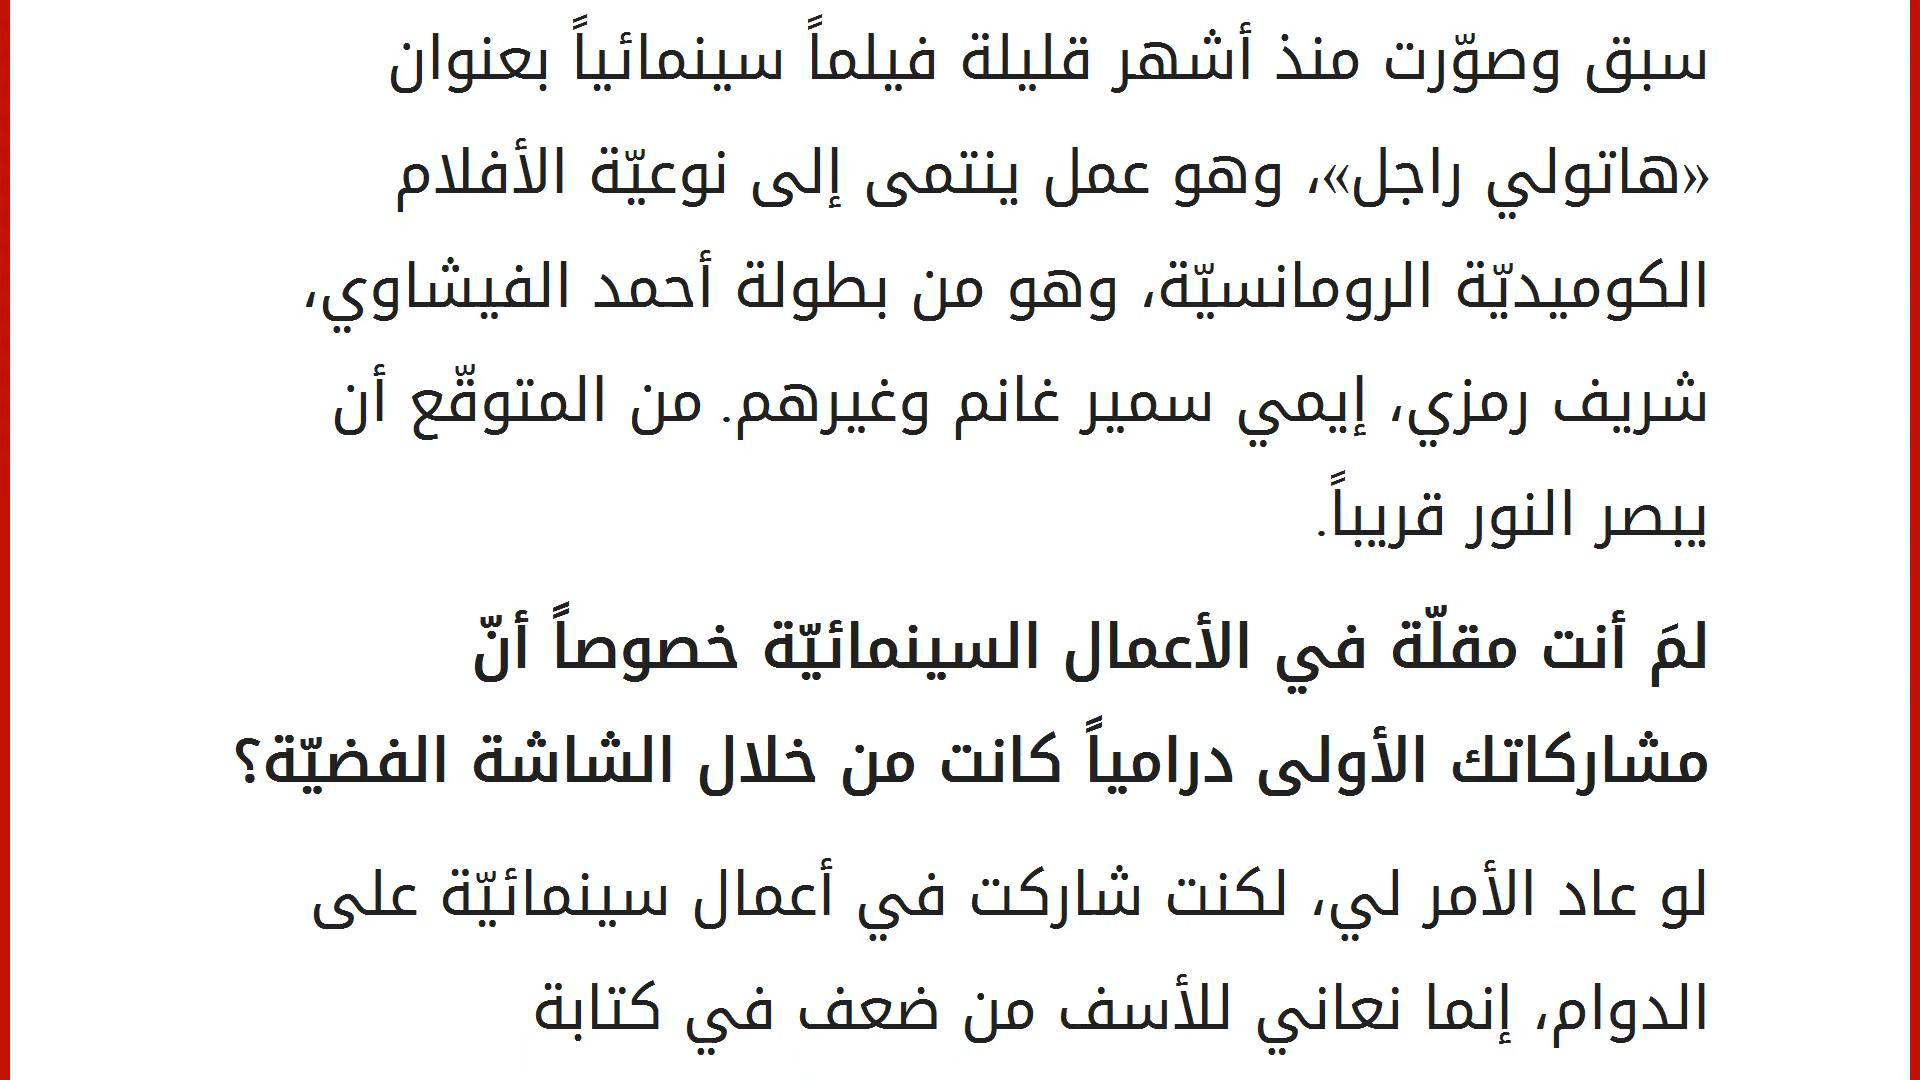 سبق وصوّرت منذ أشهر قليلة فيلماً سينمائياً بعنوان
«هاتولي راجل»، وهو عمل ينتمى إلى نوعيّة الأفلام
الكوميديّة الرومانسيّة، وهو من بطولة أحمد الفيشاوي،
شريف رمزي، إيمي سمير غانم وغيرهم. من المتوقّع أن
يبصر النور قريباً.
لمَ أنت مقلّة في الأعمال السينمائيّة خصوصاً أنّ
مشاركاتك الأولى درامياً كانت من خلال الشاشة الفضيّة؟
لو عاد الأمر لي، لكنت شاركت في أعمال سينمائيّة على
الدوام، إنما نعاني للأسف من ضعف في كتابة